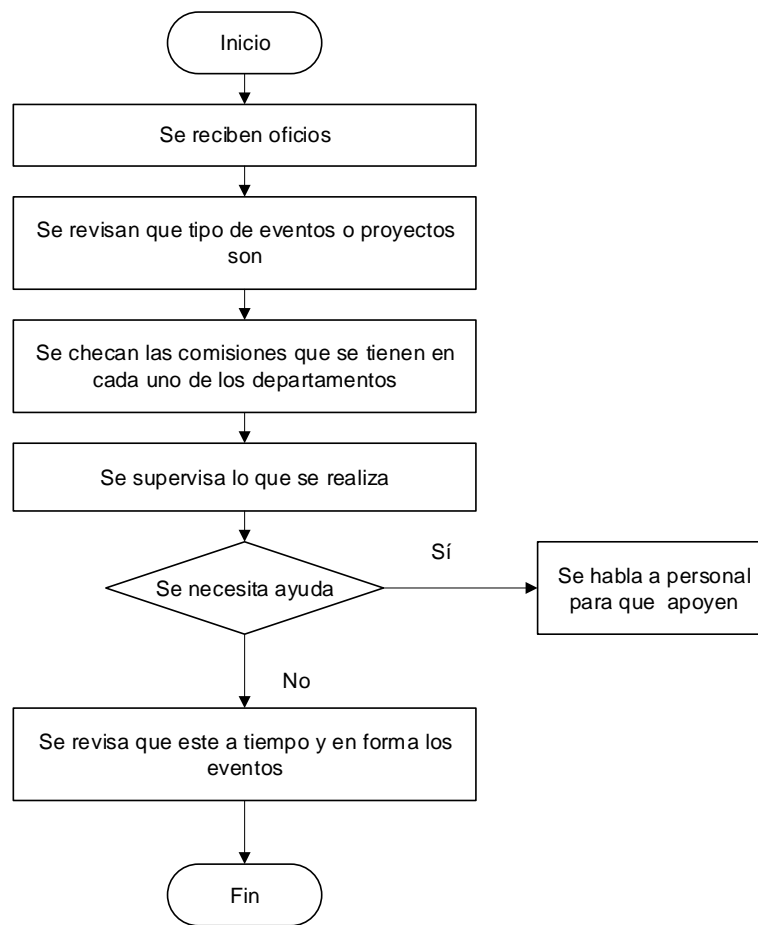 Inicio
Se reciben oficios
Se revisan que tipo de eventos o proyectos
son
Se checan las comisiones que se tienen en
cada uno de los departamentos
Se supervisa lo que se realiza
Sí
Se necesita ayuda
Se habla a personal
para que apoyen
No
Se revisa que este a tiempo y en forma los
eventos
Fin